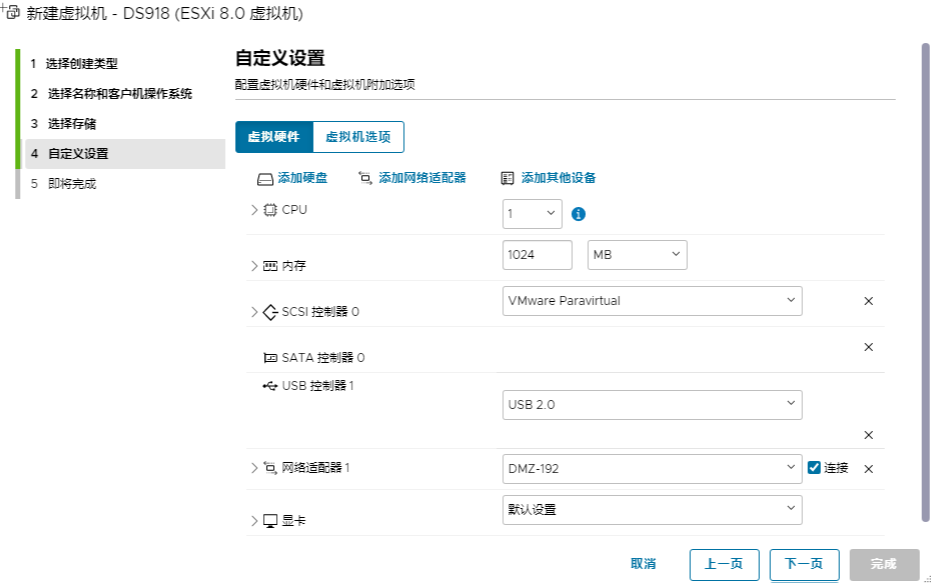 新建虚拟机 - DS918 (ESXi 8.0 虚拟机)
1 选择创建类型
2 选择名称和客户机操作系统
3 选择存储
4 自定义设置
5 即将完成
自定义设置
配置虚拟机硬件和虚拟机附加选项
虚拟硬件 虚拟机选项
添加硬盘 添加网络适配器 添加其他设备
CPU 1
内存 1024 MB
SCSI 控制器 0 VMware Paravirtual
SATA 控制器 0
USB 控制器 1
USB 2.0
网络适配器 1 DMZ-192 连接
显卡 默认设置
取消 上一页 下一页 完成